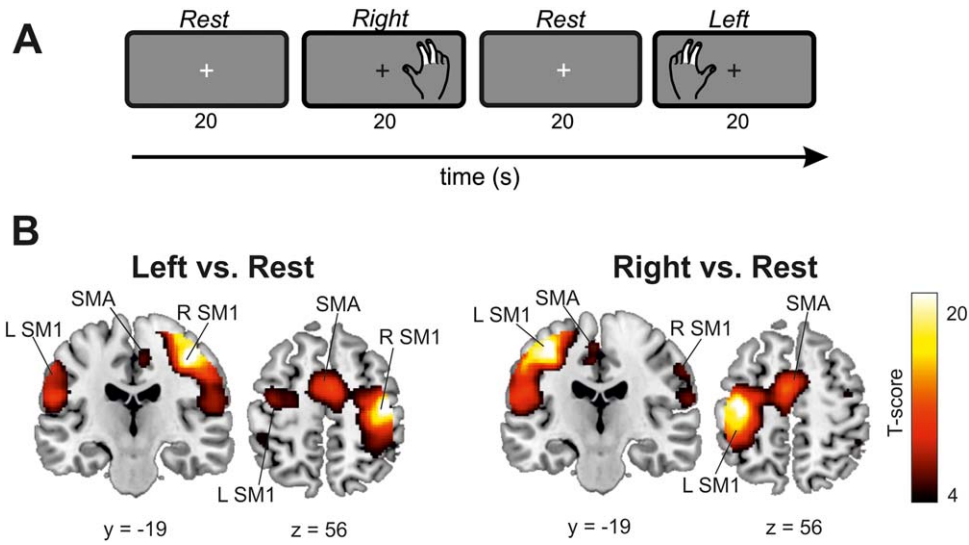 A
Rest Right Rest Left
20 20 20 20
time (s)
B
Left vs. Rest
SMA
L SM1
R SM1
SMA
R SM1
L SM1
y = -19
z = 56
Right vs. Rest
SMA
L SM1
R SM1
SMA
L SM1
y = -19
z = 56
20
T-score
4